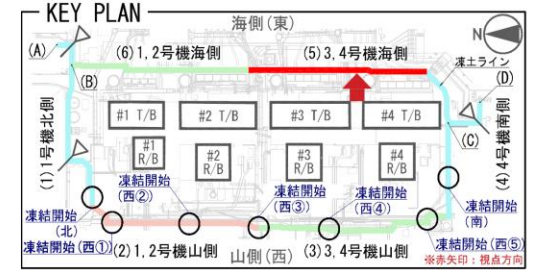 KEY PLAN
海側(東)
N
(A)
(6)1,2号機海側
(5)3,4号機海側
凍土ライン
(B)
(D)
#1 T/B
#2 T/B
#3 T/B
#4 T/B
(C)
(1)1号機北側
#1
R/B
#2
R/B
#3
R/B
#4
R/B
(4)4号機南側
凍結開始
(西②)
凍結開始
(西③)
凍結開始
(西④)
凍結開始
(北)
凍結開始
(南)
凍結開始(西①)
(2)1,2号機山側
山側(西)
(3)3,4号機山側
凍結開始(西⑤)
※赤矢印：視点方向